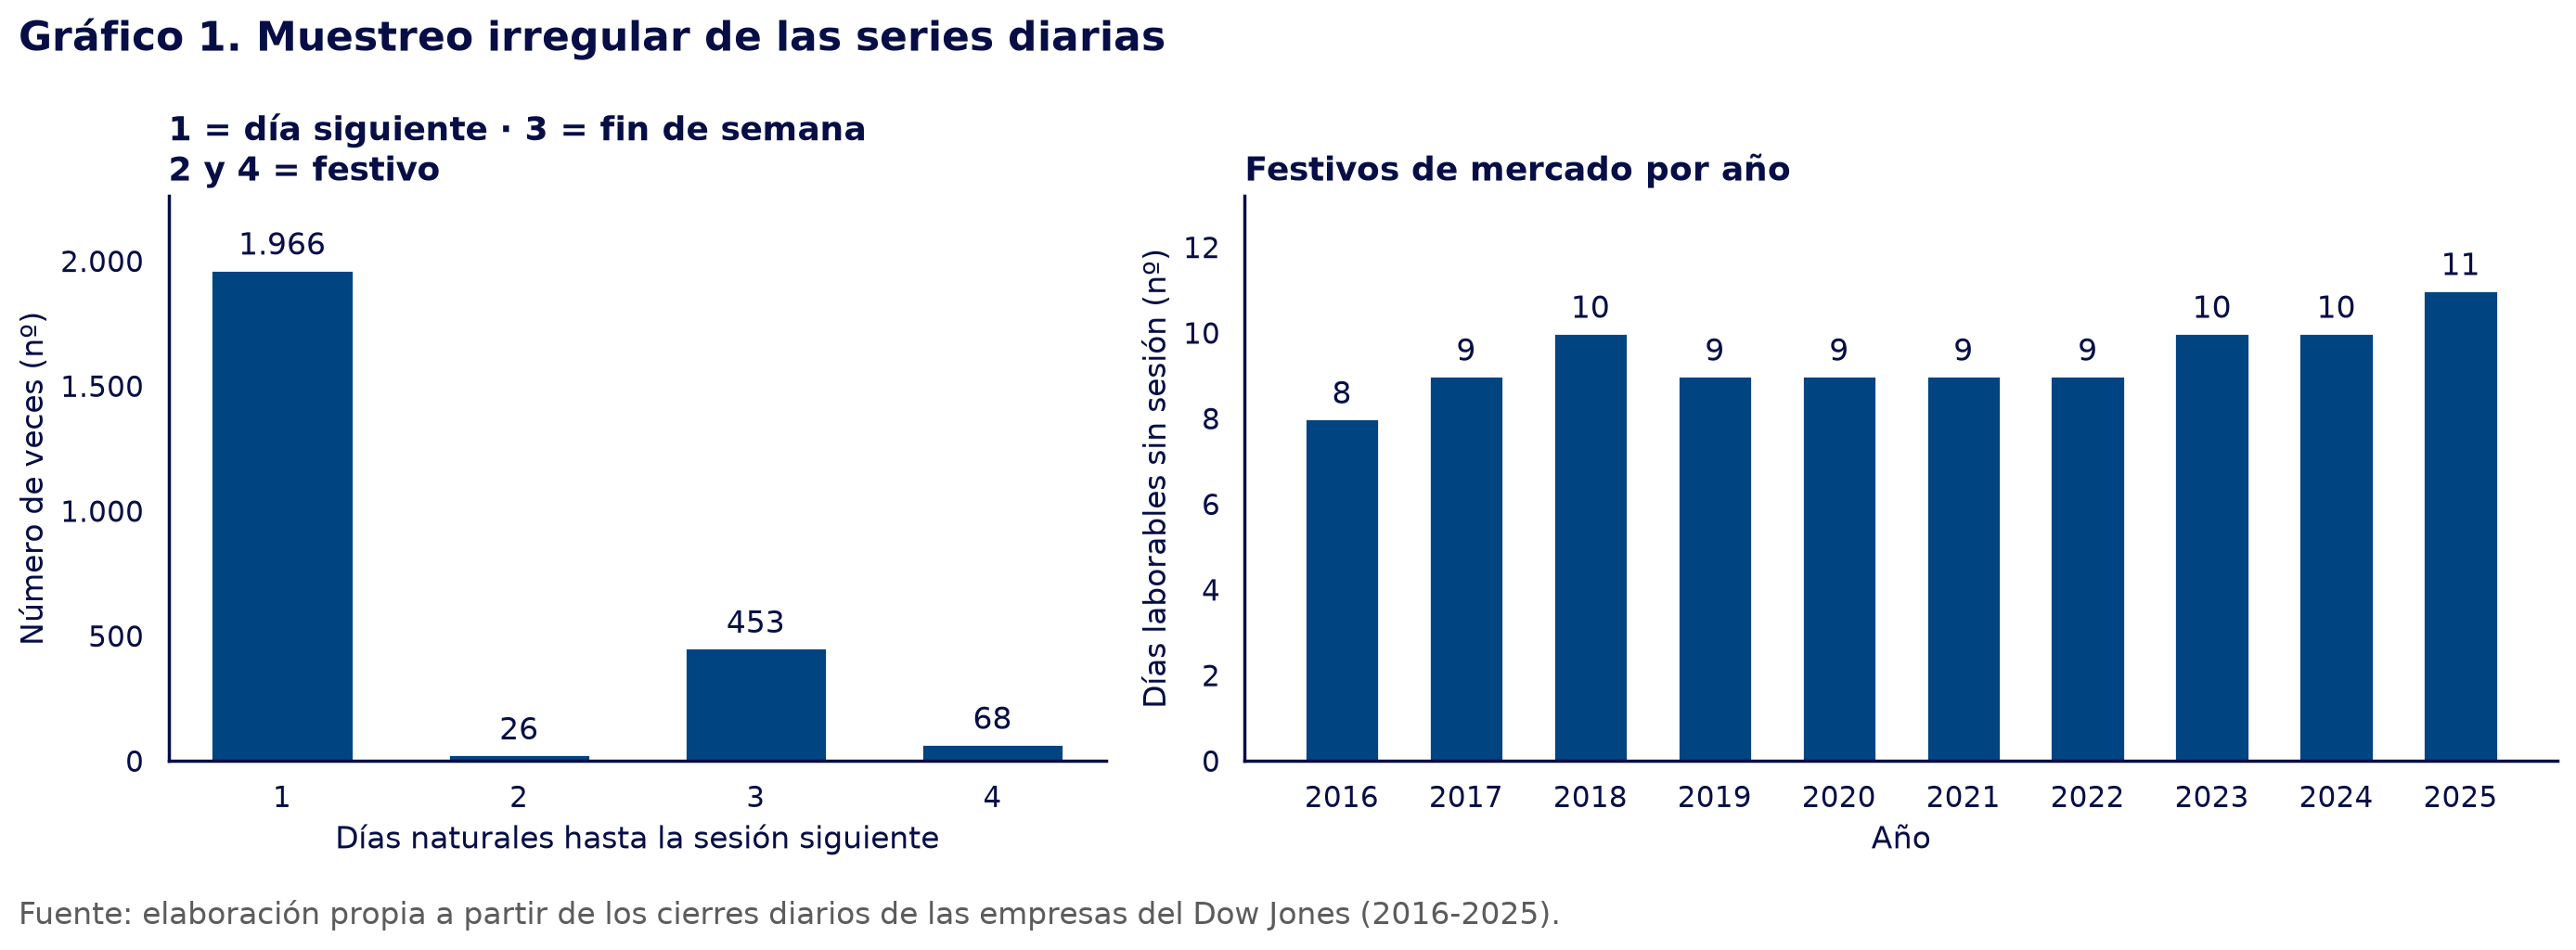 Gráfico 1. Muestreo irregular de las series diarias
1 = día siguiente · 3 = fin de semana
2 y 4 = festivo
Número de veces (nº)
2.000
1.500
1.000
500
0
1.966
26
453
68
1 2 3 4
Días naturales hasta la sesión siguiente
Festivos de mercado por año
Días laborables sin sesión (nº)
12
10
8
6
4
2
0
8 9 10 9 9 9 9 10 10 11
2016 2017 2018 2019 2020 2021 2022 2023 2024 2025
Año
Fuente: elaboración propia a partir de los cierres diarios de las empresas del Dow Jones (2016-2025).